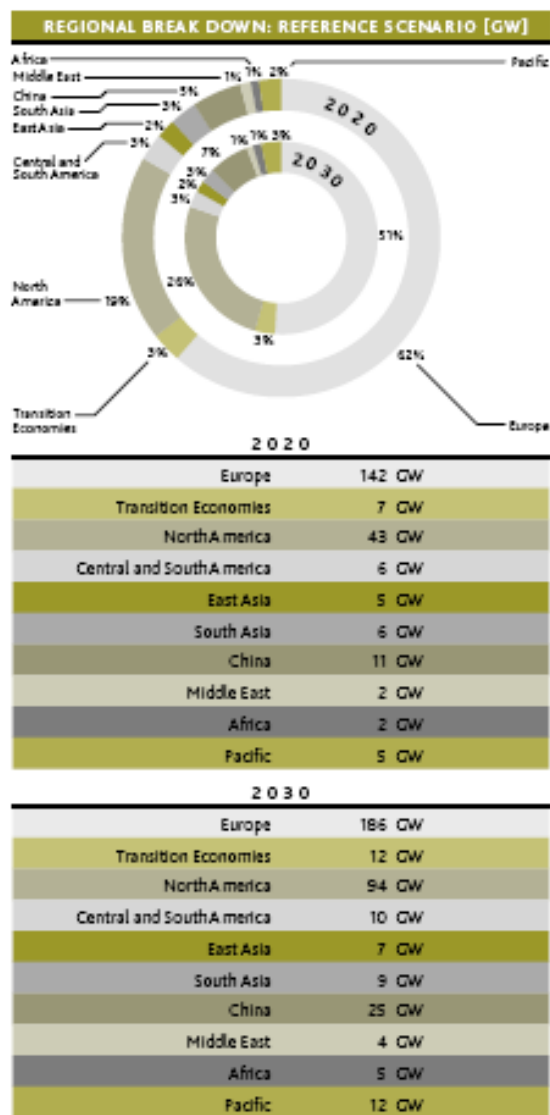 REGIONAL BREAK DOWN: REFERENCE SCENARIO [GW]
Africa
Middle East
China
South Asia
East Asia
Central and
South America
North
America
Transition
Economies
Pacific
Europe
2020
5%
1%
1%
2%
3%
2%
3%
19%
3%
62%
2030
7%
1%
1%
3%
3%
2%
3%
26%
3%
51%
2020
Europe 142 GW
Transition Economies 7 GW
North America 43 GW
Central and South America 6 GW
East Asia 5 GW
South Asia 6 GW
China 11 GW
Middle East 2 GW
Africa 2 GW
Pacific 5 GW
2030
Europe 186 GW
Transition Economies 12 GW
North America 94 GW
Central and South America 10 GW
East Asia 7 GW
South Asia 9 GW
China 25 GW
Middle East 4 GW
Africa 5 GW
Pacific 12 GW